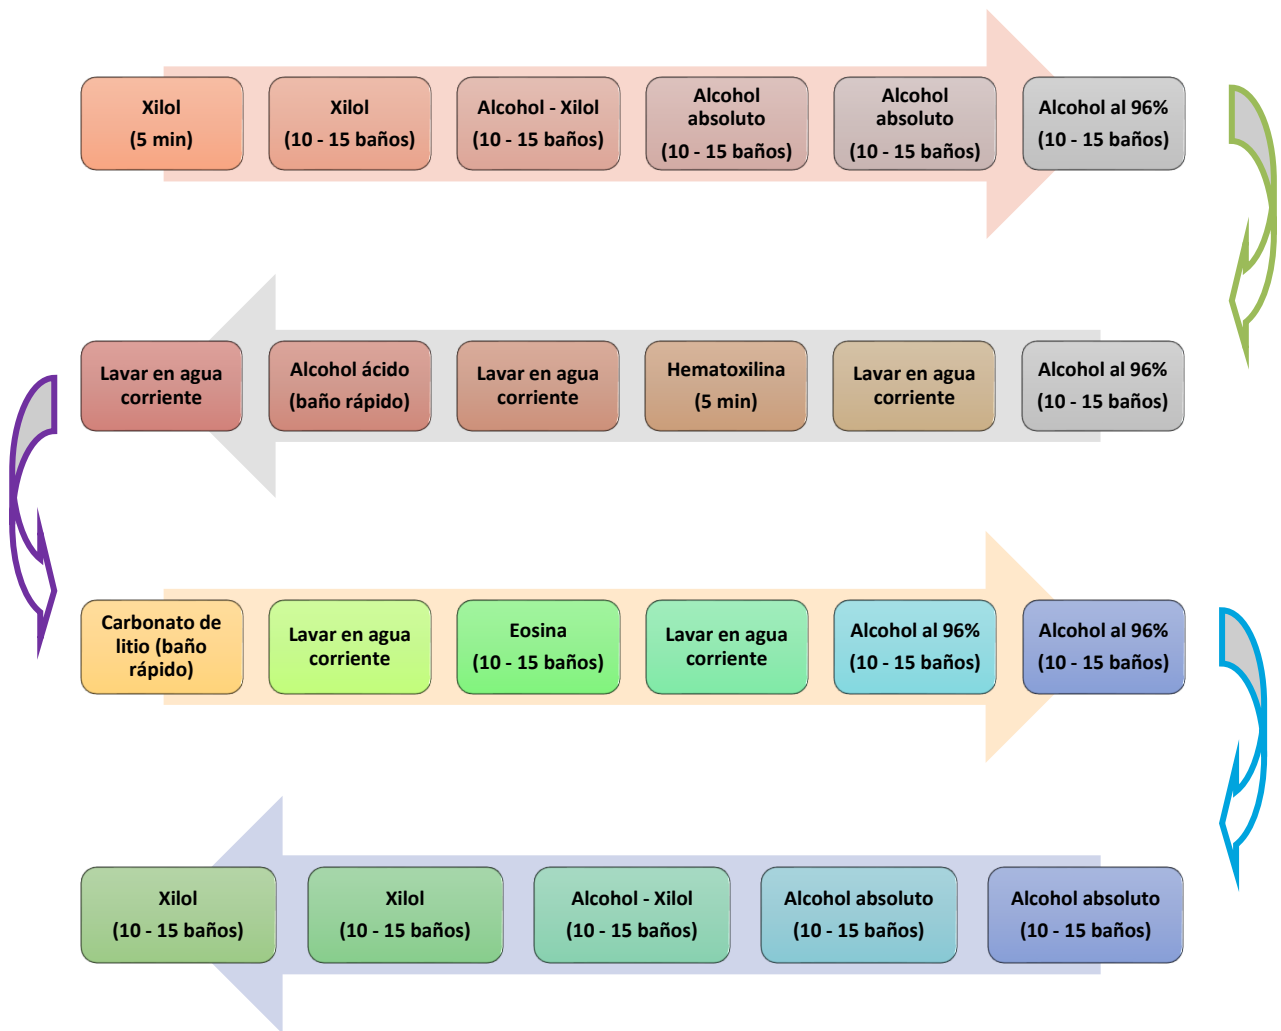 Xilol
(5 min)
Xilol
(10 - 15 baños)
Alcohol - Xilol
(10 - 15 baños)
Alcohol
absoluto
(10 - 15 baños)
Alcohol
absoluto
(10 - 15 baños)
Alcohol al 96%
(10 - 15 baños)
Alcohol al 96%
(10 - 15 baños)
Lavar en agua
corriente
Hematoxilina
(5 min)
Lavar en agua
corriente
Alcohol ácido
(baño rápido)
Lavar en agua
corriente
Carbonato de
litio (baño
rápido)
Lavar en agua
corriente
Eosina
(10 - 15 baños)
Lavar en agua
corriente
Alcohol al 96%
(10 - 15 baños)
Alcohol al 96%
(10 - 15 baños)
Alcohol absoluto
(10 - 15 baños)
Alcohol absoluto
(10 - 15 baños)
Alcohol - Xilol
(10 - 15 baños)
Xilol
(10 - 15 baños)
Xilol
(10 - 15 baños)